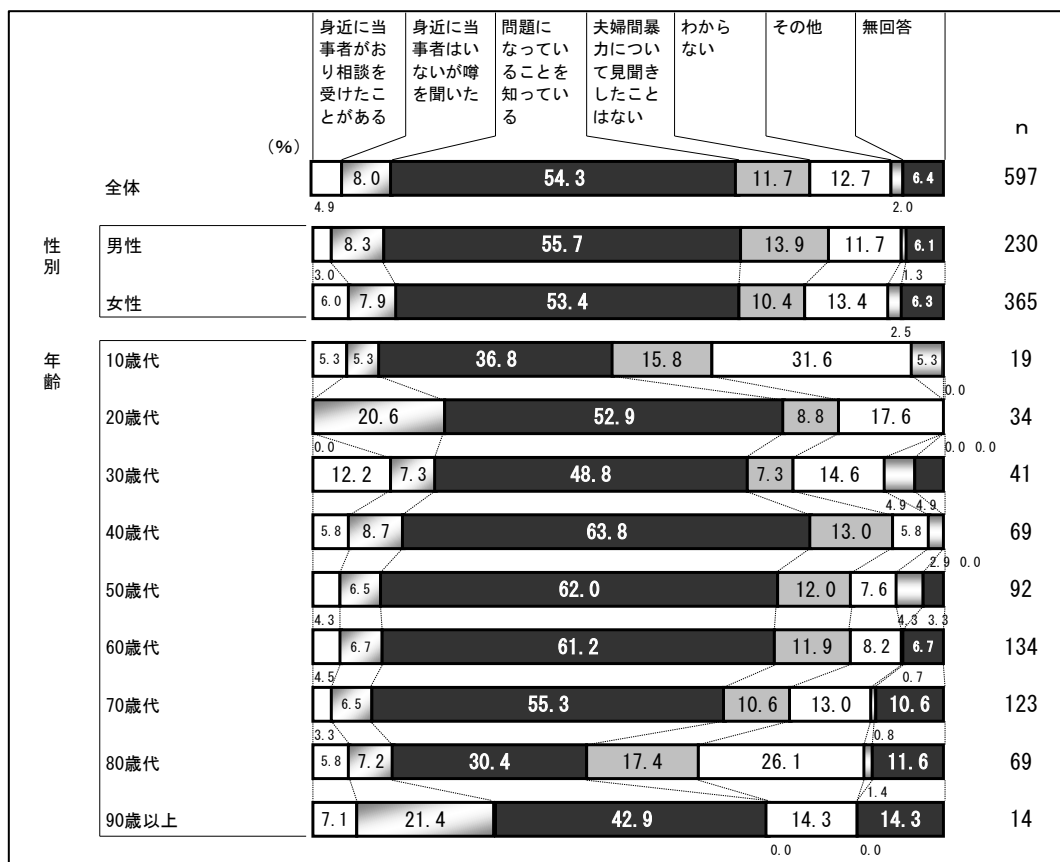 身近に当
事者がお
り相談を
受けたこ
とがある
身近に当
事者はい
ないが噂
を聞いた
問題に
なってい
ることを
知ってい
る
夫婦間暴
力につい
て見聞き
したこと
はない
わから
ない
その他
無回答
(%)
n
全体
8.0
54.3
11.7
12.7
6.4
597
4.9
2.0
性別
男性
8.3
55.7
13.9
11.7
6.1
230
3.0
1.3
女性
6.0
7.9
53.4
10.4
13.4
6.3
365
2.5
年齢
10歳代
5.3
5.3
36.8
15.8
31.6
5.3
19
0.0
20歳代
20.6
52.9
8.8
17.6
34
0.0
0.0
0.0
30歳代
12.2
7.3
48.8
7.3
14.6
41
4.9
4.9
40歳代
5.8
8.7
63.8
13.0
5.8
69
2.9
0.0
50歳代
6.5
62.0
12.0
7.6
92
4.3
4.3
3.3
60歳代
6.7
61.2
11.9
8.2
6.7
134
4.5
0.7
70歳代
6.5
55.3
10.6
13.0
10.6
123
3.3
0.8
80歳代
5.8
7.2
30.4
17.4
26.1
11.6
69
1.4
90歳以上
7.1
21.4
42.9
14.3
14.3
14
0.0
0.0